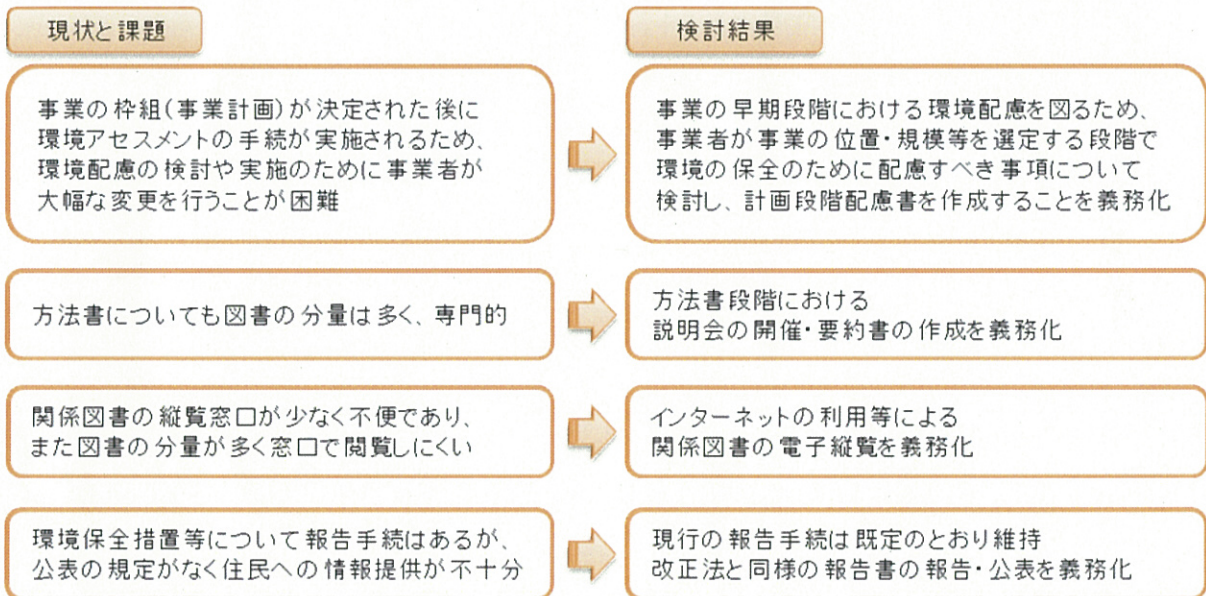 現状と課題
検討結果
事業の枠組(事業計画)が決定された後に
環境アセスメントの手続が実施されるため、
環境配慮の検討や実施のために事業者が
大幅な変更を行うことが困難
事業の早期段階における環境配慮を図るため、
事業者が事業の位置・規模等を選定する段階で
環境の保全のために配慮すべき事項について
検討し、計画段階配慮書を作成することを義務化
方法書についても図書の分量は多く、専門的
方法書段階における
説明会の開催・要約書の作成を義務化
関係図書の縦覧窓口が少なく不便であり、
また図書の分量が多く窓口で閲覧しにくい
インターネットの利用等による
関係図書の電子縦覧を義務化
環境保全措置等について報告手続はあるが、
公表の規定がなく住民への情報提供が不十分
現行の報告手続は既定のとおり維持
改正法と同様の報告書の報告・公表を義務化